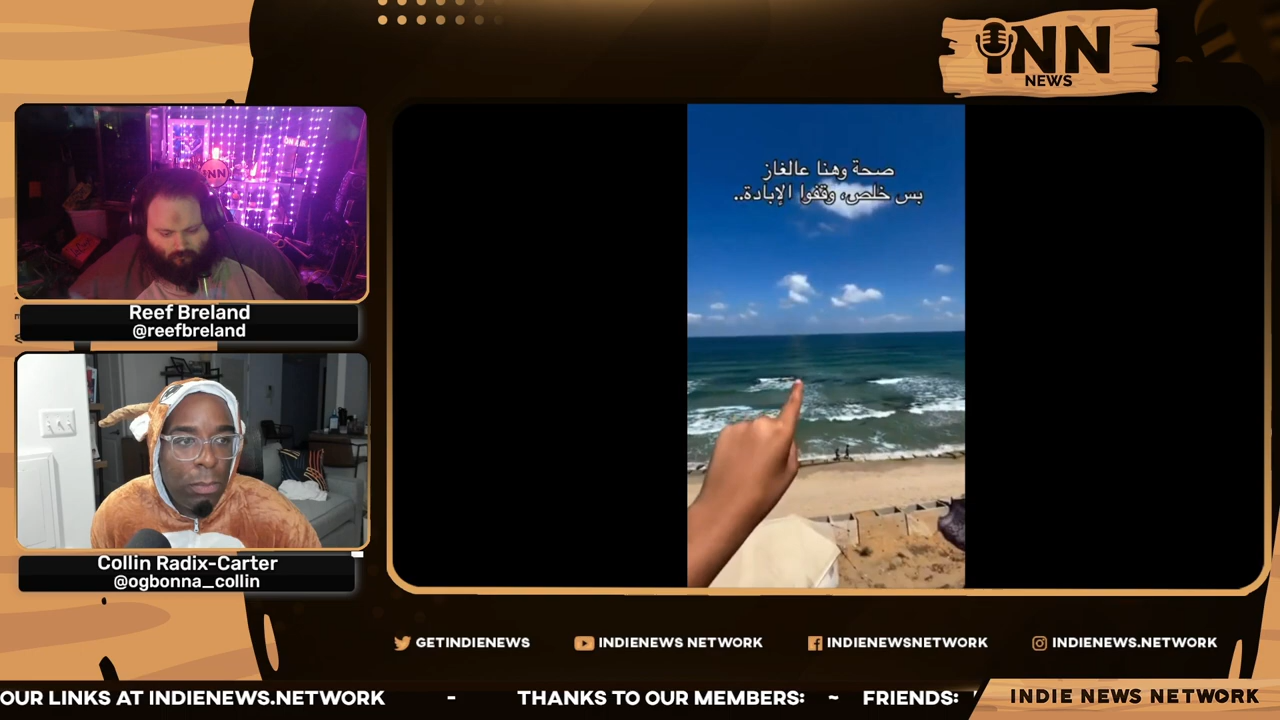 iNN
NEWS
صحة وهنا عالغاز
بس خلص، وقفوا الإبادة..
iNN
Reef Breland
@reefbreland
Collin Radix-Carter
@ogbonna_collin
GETINDIENEWS
INDIENEWS NETWORK
INDIENEWSNETWORK
INDIENEWS.NETWORK
OUR LINKS AT INDIENEWS.NETWORK - THANKS TO OUR MEMBERS: ~ FRIENDS:
INDIE NEWS NETWORK